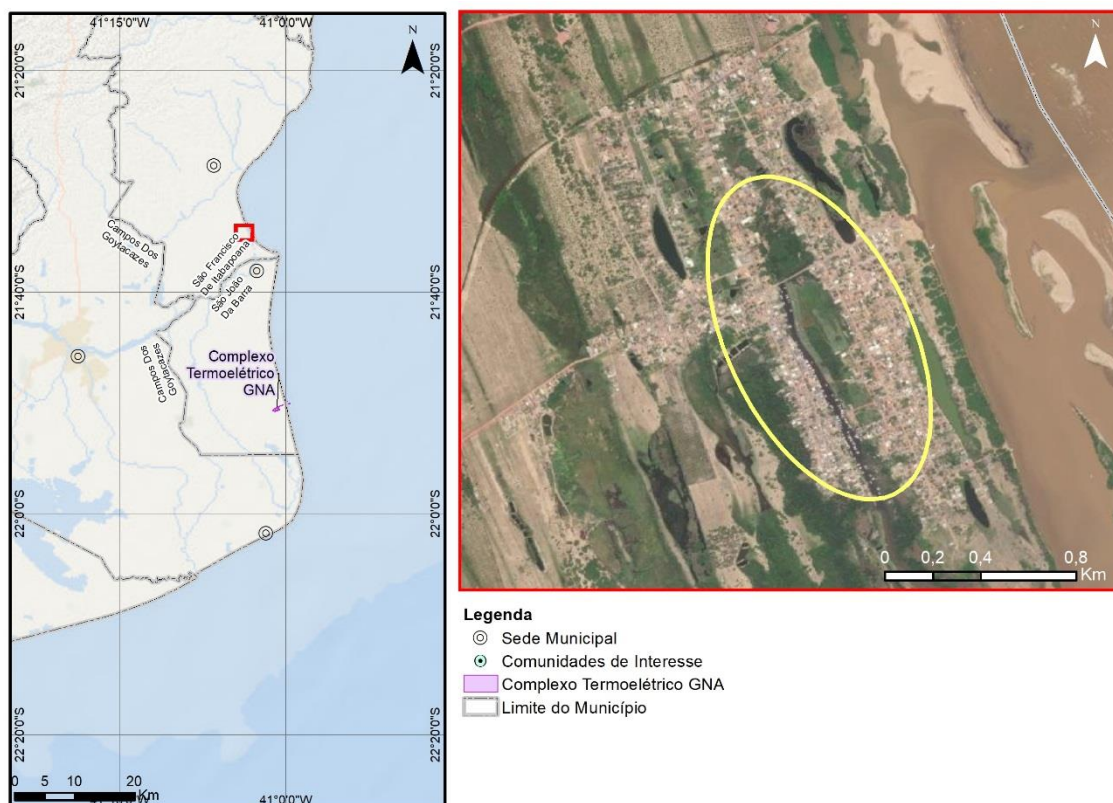 41°15'0"W
41°0'0"W
N
21°20'0"S
21°20'0"S
Campos Dos
Goytacazes
São Francisco
De Itabapoana
São João
Da Barra
21°40'0"S
21°40'0"S
Campos Dos
Goytacazes
Complexo
Termoelétrico
GNA
22°0'0"S
22°0'0"S
22°20'0"S
22°20'0"S
0 5 10 20
Km
41°0'0"W
N
0 0,2 0,4 0,8
Km
Legenda
Sede Municipal
Comunidades de Interesse
Complexo Termoelétrico GNA
Limite do Município